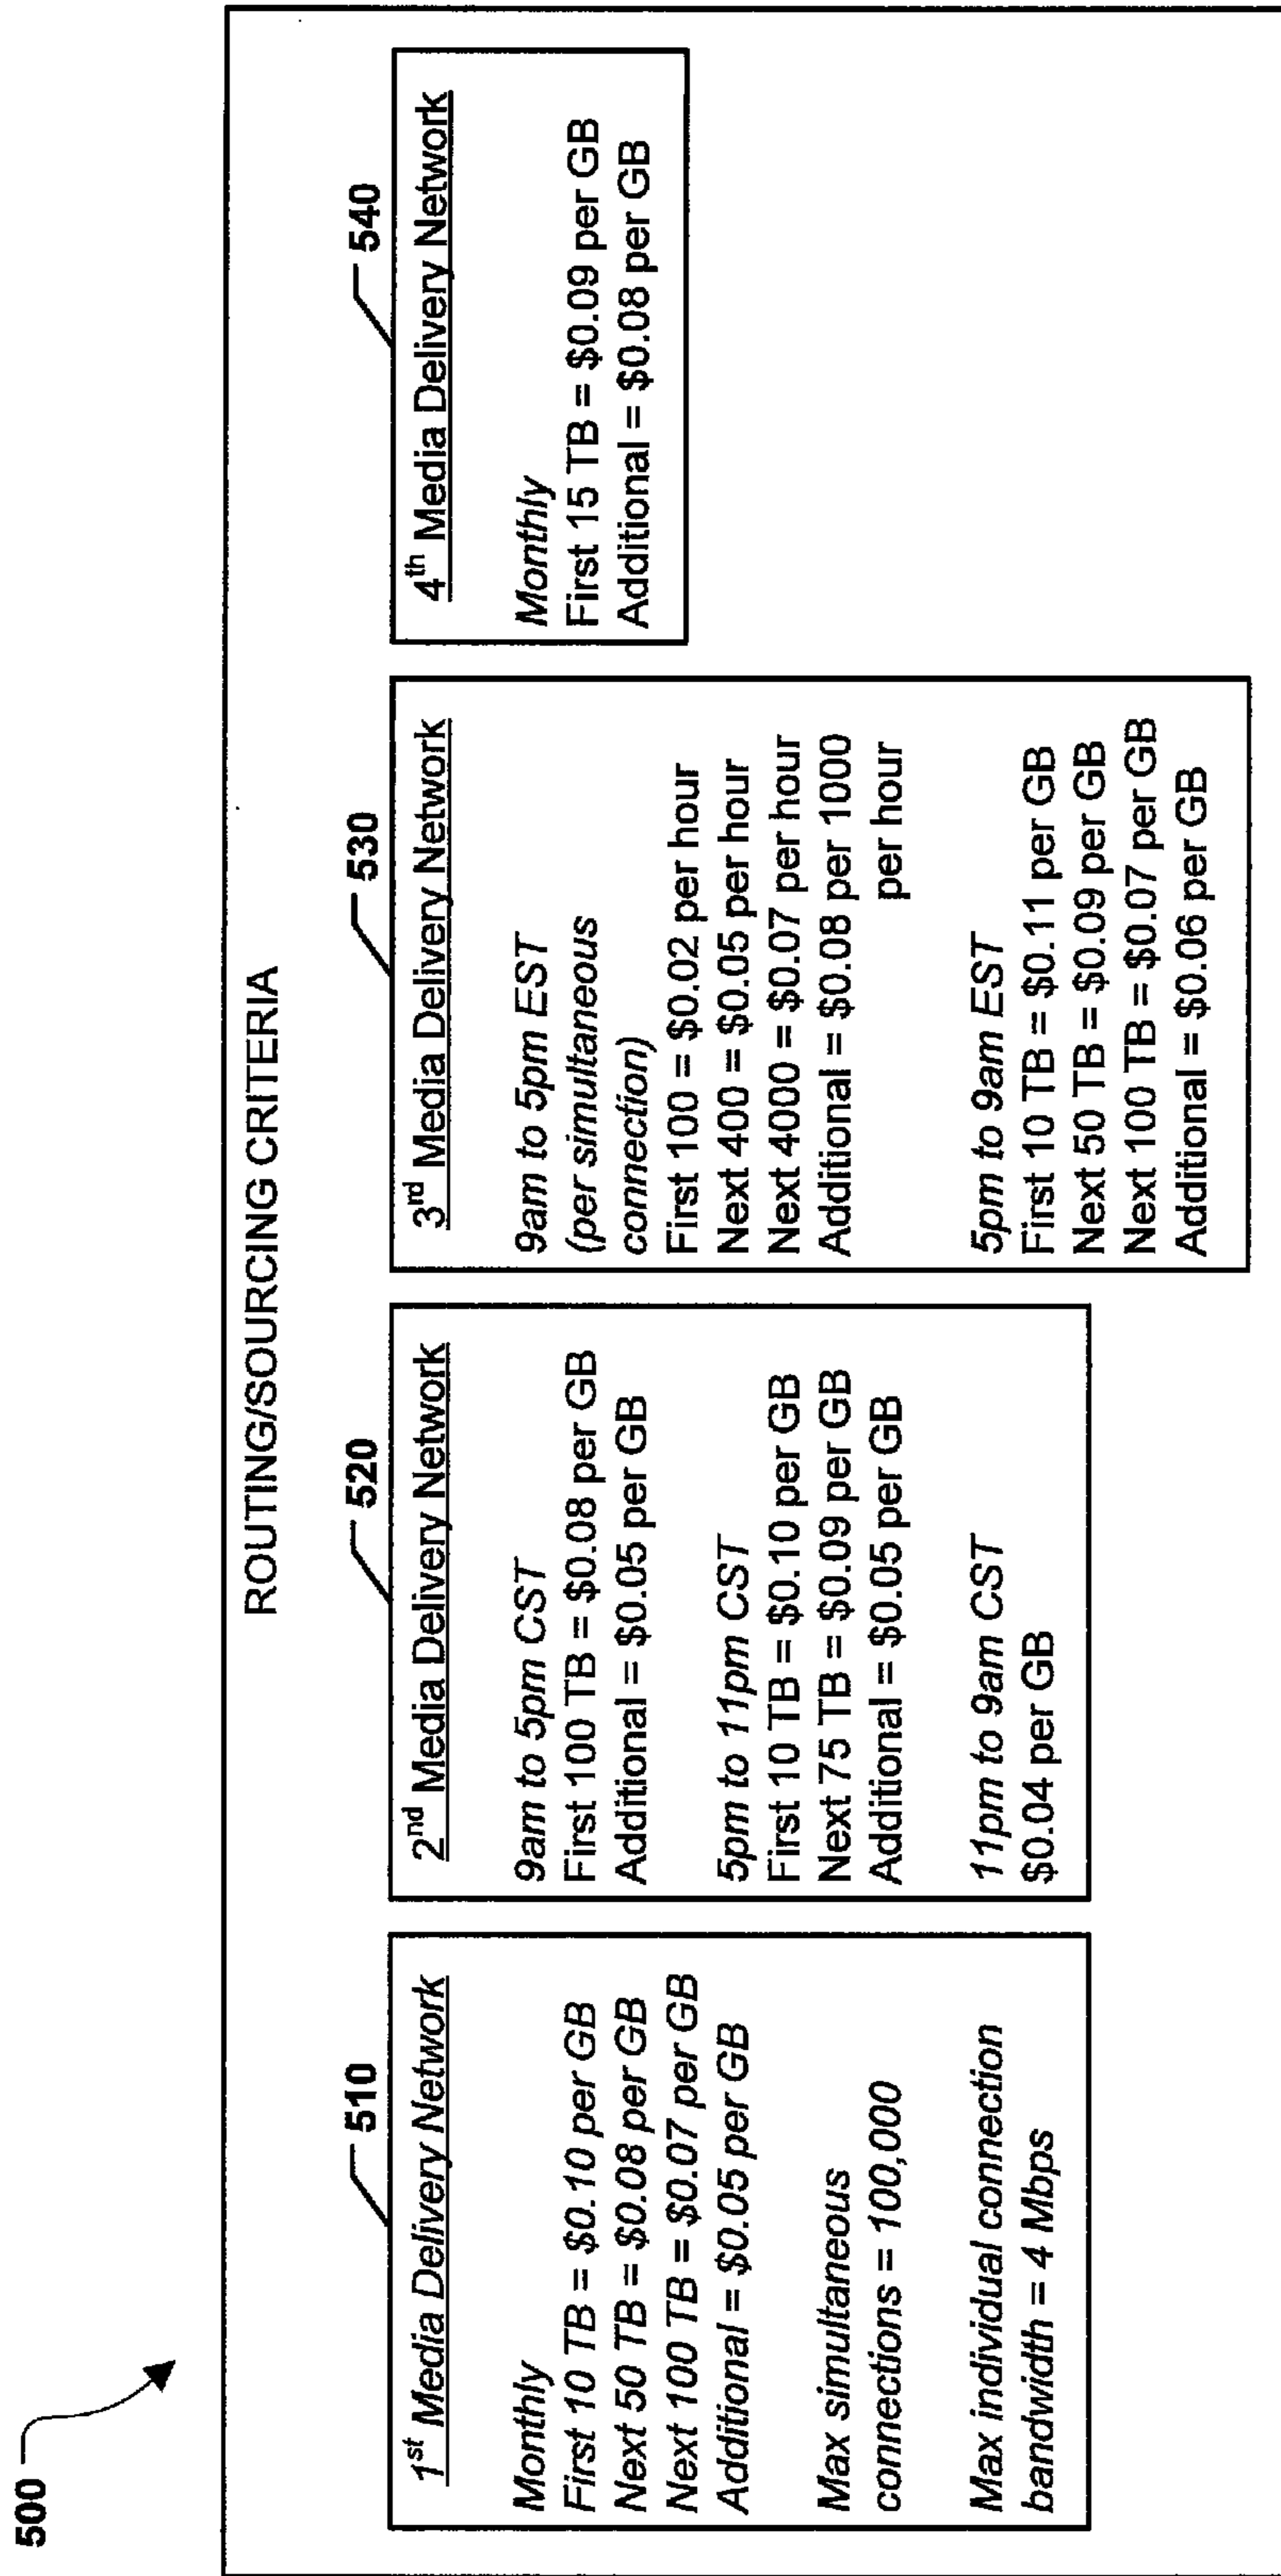 500
ROUTING/SOURCING CRITERIA
510
1st Media Delivery Network
Monthly
First 10 TB = $0.10 per GB
Next 50 TB = $0.08 per GB
Next 100 TB = $0.07 per GB
Additional = $0.05 per GB
Max simultaneous
connections = 100,000
Max individual connection
bandwidth = 4 Mbps
520
2nd Media Delivery Network
9am to 5pm CST
First 100 TB = $0.08 per GB
Additional = $0.05 per GB
5pm to 11pm CST
First 10 TB = $0.10 per GB
Next 75 TB = $0.09 per GB
Additional = $0.05 per GB
11pm to 9am CST
$0.04 per GB
530
3rd Media Delivery Network
9am to 5pm EST
(per simultaneous
connection)
First 100 = $0.02 per hour
Next 400 = $0.05 per hour
Next 4000 = $0.07 per hour
Additional = $0.08 per 1000
per hour
5pm to 9am EST
First 10 TB = $0.11 per GB
Next 50 TB = $0.09 per GB
Next 100 TB = $0.07 per GB
Additional = $0.06 per GB
540
4th Media Delivery Network
Monthly
First 15 TB = $0.09 per GB
Additional = $0.08 per GB